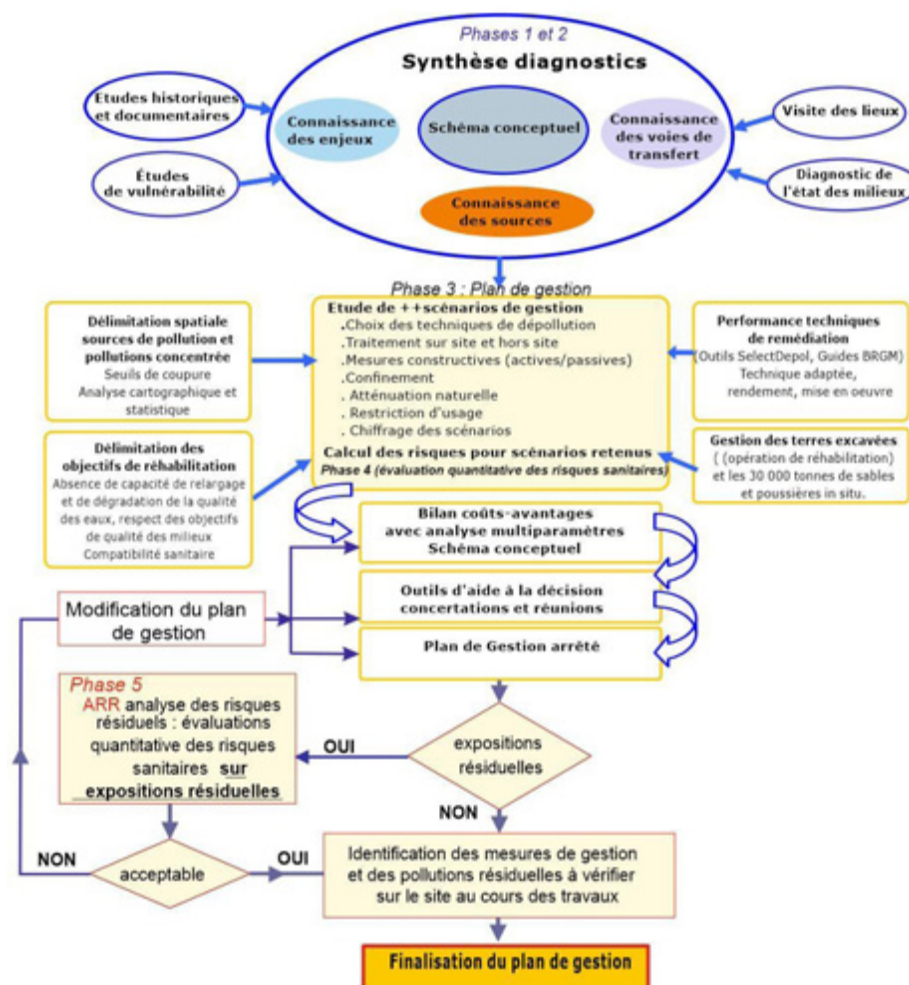 Phases 1 et 2
Synthèse diagnostics
Etudes historiques
et documentaires
Connaissance
des enjeux
Schéma conceptuel
Connaissance
des voies de
transfert
Visite des lieux
Études
de vulnérabilité
Diagnostic de
l'état des milieux
Connaissance
des sources
Phase 3 : Plan de gestion
Délimitation spatiale
sources de pollution et
pollutions concentrée
Seuils de coupure
Analyse cartographique et
statistique
Etude de ++scénarios de gestion
.Choix des techniques de dépollution
.Traitement sur site et hors site
.Mesures constructives (actives/passives)
.Confinement
. Atténuation naturelle
. Restriction d'usage
. Chiffrage des scénarios
Calcul des risques pour scénarios retenus
Phase 4 (évaluation quantitative des risques sanitaires)
Performance techniques
de remédiation
(Outils SelectDepol, Guides BRGM)
Technique adaptée,
rendement, mise en oeuvre
Délimitation des
objectifs de réhabilitation
Absence de capacité de relargage
et de dégradation de la qualité
des eaux, respect des objectifs
de qualité des milieux
Compatibilité sanitaire
Gestion des terres excavées
( (opération de réhabilitation)
et les 30 000 tonnes de sables
et poussières in situ.
Bilan coûts-avantages
avec analyse multiparamètres
Schéma conceptuel
Outils d'aide à la décision
concertations et réunions
Plan de Gestion arrêté
Modification du plan
de gestion
Phase 5
ARR analyse des risques
résiduels : évaluations
quantitative des risques
sanitaires sur
expositions résiduelles
OUI
expositions
résiduelles
NON
NON
acceptable
OUI
Identification des mesures de gestion
et des pollutions résiduelles à vérifier
sur le site au cours des travaux
Finalisation du plan de gestion